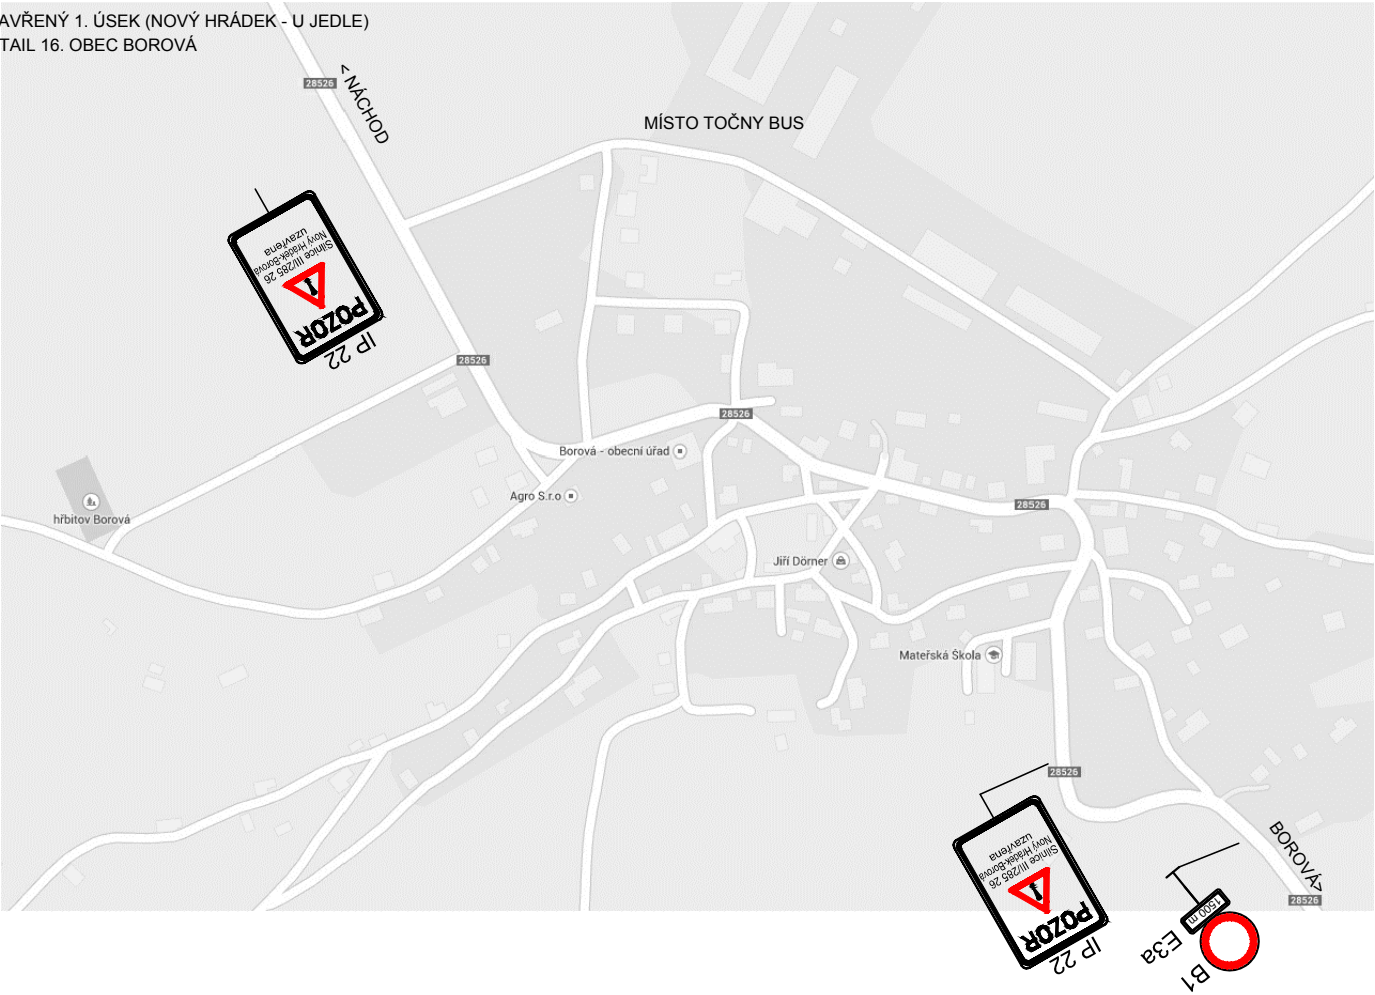 AVŘENÝ 1. ÚSEK (NOVÝ HRÁDEK - U JEDLE)
TAIL 16. OBEC BOROVÁ
28526
< NÁCHOD
MÍSTO TOČNY BUS
POZOR
Silnice III/285 26
Nový Hrádek-Borová
uzavřena
IP 22
28526
28526
Borová - obecní úřad
Agro S.r.o
hřbitov Borová
28526
Jiří Dörner
Mateřská Škola
28526
POZOR
Silnice III/285 26
Nový Hrádek-Borová
uzavřena
IP 22
BOROVÁ>
28526
1500 m
E3a
B1